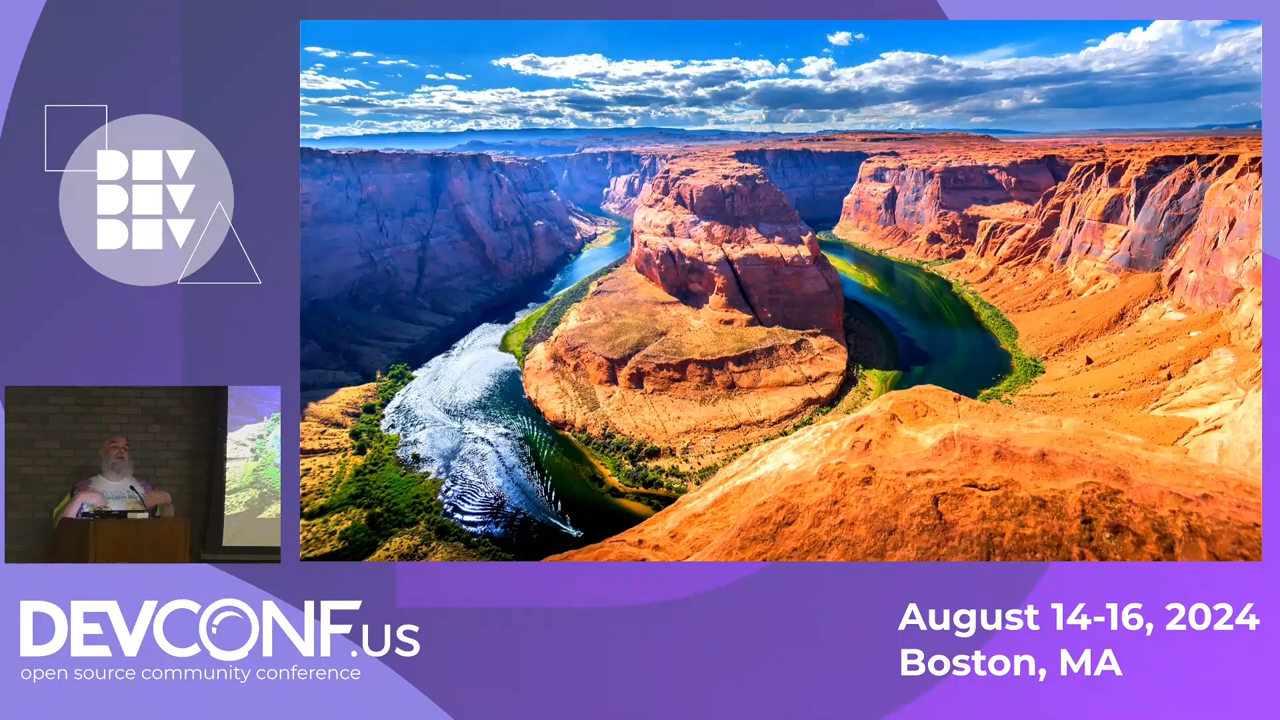 DEV
DEV
DEV
DEVCONF.US
open source community conference
August 14-16, 2024
Boston, MA